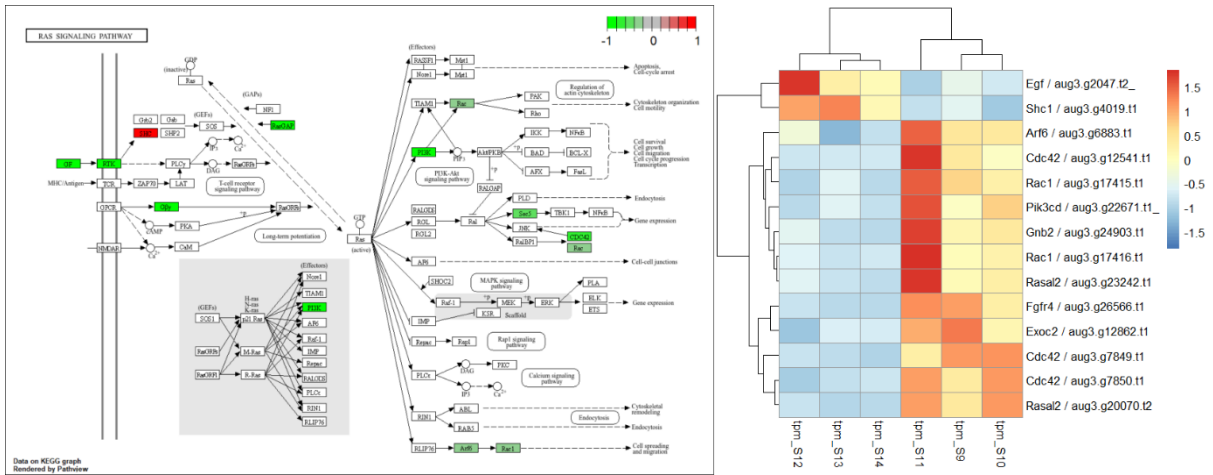 RAS SIGNALING PATHWAY
-1 0 1
GDP
(inactive)
Ras
(GAPs)
NF1
RasGAP
(GEFs)
Grb2
Gab
SOS
SHC
SHP2
GF
RTK
PLCε
IP3
Ca2+
DAG
RasGRPs
T-cell receptor
signaling pathway
MHC/Antigen
TCR
ZAP70
LAT
GPCR
Gβγ
RasGRFs
cAMP
PKA
+P
Ca2+
CaM
NMDAR
Long-term potentiation
GTP
Ras
(active)
(Effectors)
RASSF1
Mst1
Nore1
Mst1
Apoptosis,
Cell-cycle arrest
Regulation of
actin cytoskeleton
TIAM1
Rac
PAK
Rho
Cytoskeleton organization
Cell motility
PI3K
PIP3
Akt/PKB
IKK
NFκB
BAD
BCL-X
AFX
FasL
Cell survival
Cell growth
Cell migration
Cell cycle progression
Transcription
PI3K-Akt
signaling pathway
RALGAP
PLD
Endocytosis
RALGDS
RGL
RGL2
Ral
Sec5
TBK1
NFκB
JNK
Gene expression
CDC42
RalBP1
Rac
AF6
Cell-cell junctions
SHOC2
MAPK signaling
pathway
PLA
Raf-1
MEK
ERK
ELK
ETS
Gene expression
IMP
KSR
Scaffold
Rap1 signaling
pathway
Rap1
PLCε
DAG
PKC
IP3
Ca2+
Calcium signaling
pathway
RIN1
ABL
Cytoskeletal
remodeling
RAB5
Endocytosis
Endocytosis
RLIP76
Arf6
Rac1
Cell spreading
and migration
(Effectors)
Nore1
TIAM1
PI3K
AF6
Raf-1
IMP
RALGDS
PLCε
RIN1
RLIP76
(GEFs)
SOS1
H-ras
N-ras
K-ras
p21 Ras
RasGRFs
M-Ras
R-Ras
Data on KEGG graph
Rendered by Pathview
Egf / aug3.g2047.t2_
Shc1 / aug3.g4019.t1
Arf6 / aug3.g6883.t1
Cdc42 / aug3.g12541.t1
Rac1 / aug3.g17415.t1
Pik3cd / aug3.g22671.t1_
Gnb2 / aug3.g24903.t1
Rac1 / aug3.g17416.t1
Rasal2 / aug3.g23242.t1
Fgfr4 / aug3.g26566.t1
Exoc2 / aug3.g12862.t1
Cdc42 / aug3.g7849.t1
Cdc42 / aug3.g7850.t1
Rasal2 / aug3.g20070.t2
1.5
1
0.5
0
-0.5
-1
-1.5
tpm_S12
tpm_S13
tpm_S14
tpm_S11
tpm_S9
tpm_S10